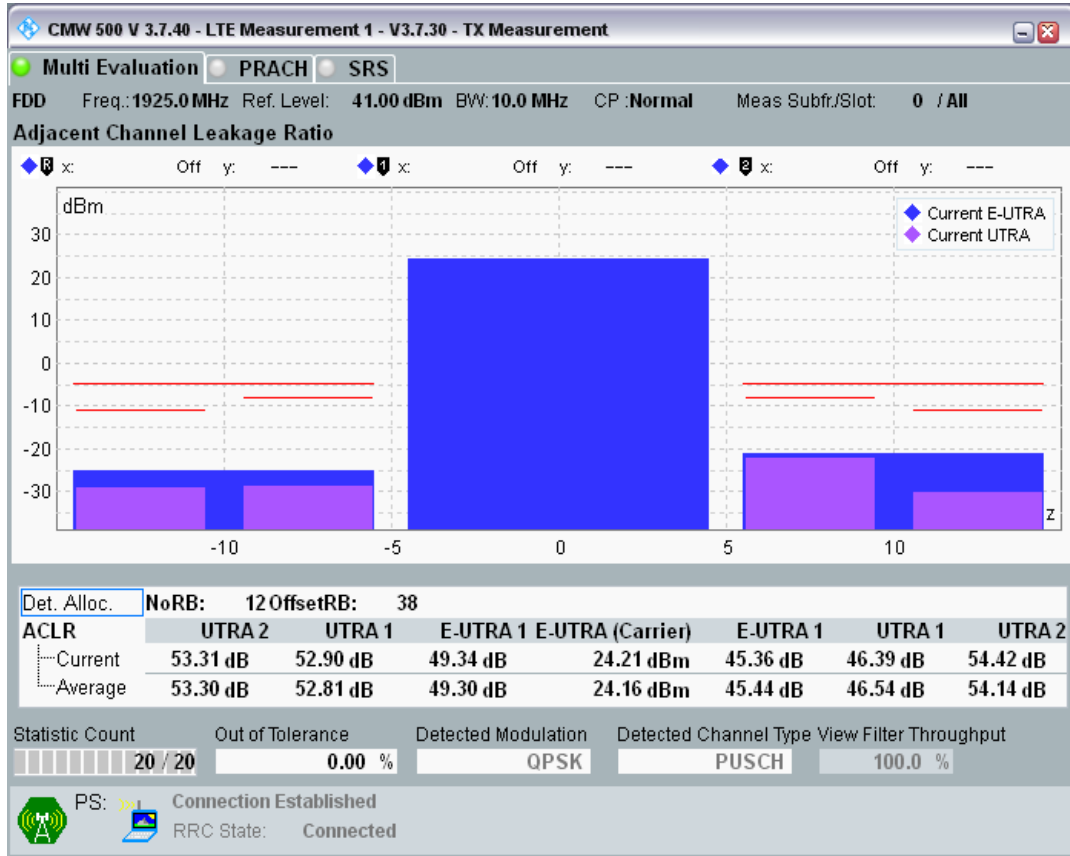 CMW 500 V 3.7.40 - LTE Measurement 1 - V3.7.30 - TX Measurement
Multi Evaluation PRACH SRS
FDD Freq.: 1925.0 MHz Ref. Level: 41.00 dBm BW: 10.0 MHz CP :Normal Meas Subfr./Slot: 0 / All
Adjacent Channel Leakage Ratio
R x: Off y: --- 1 x: Off y: --- 2 x: Off y: ---
dBm
Current E-UTRA
Current UTRA
30
20
10
0
-10
-20
-30
z
-10 -5 0 5 10
Det. Alloc. NoRB: 12 OffsetRB: 38
ACLR UTRA 2 UTRA 1 E-UTRA 1 E-UTRA (Carrier) E-UTRA 1 UTRA 1 UTRA 2
Current 53.31 dB 52.90 dB 49.34 dB 24.21 dBm 45.36 dB 46.39 dB 54.42 dB
Average 53.30 dB 52.81 dB 49.30 dB 24.16 dBm 45.44 dB 46.54 dB 54.14 dB
Statistic Count Out of Tolerance Detected Modulation Detected Channel Type View Filter Throughput
20 / 20 0.00 % QPSK PUSCH 100.0 %
PS: Connection Established
RRC State: Connected